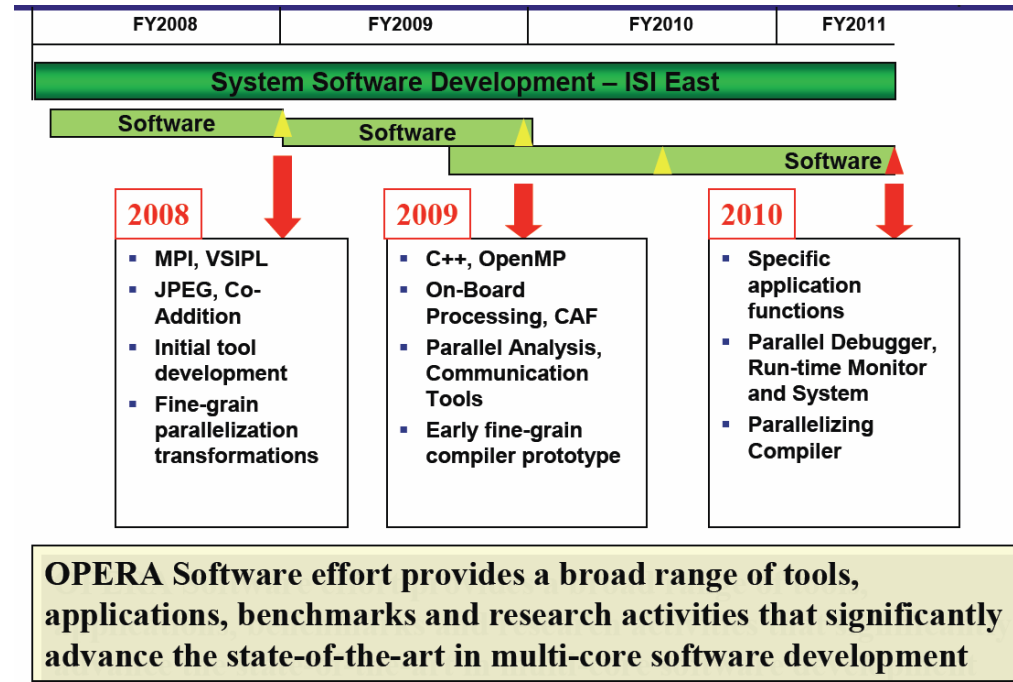 FY2008 FY2009 FY2010 FY2011
System Software Development – ISI East
Software
Software
Software
2008
▪ MPI, VSIPL
▪ JPEG, Co-
Addition
▪ Initial tool
development
▪ Fine-grain
parallelization
transformations
2009
▪ C++, OpenMP
▪ On-Board
Processing, CAF
▪ Parallel Analysis,
Communication
Tools
▪ Early fine-grain
compiler prototype
2010
▪ Specific
application
functions
▪ Parallel Debugger,
Run-time Monitor
and System
▪ Parallelizing
Compiler
OPERA Software effort provides a broad range of tools,
applications, benchmarks and research activities that significantly
advance the state-of-the-art in multi-core software development